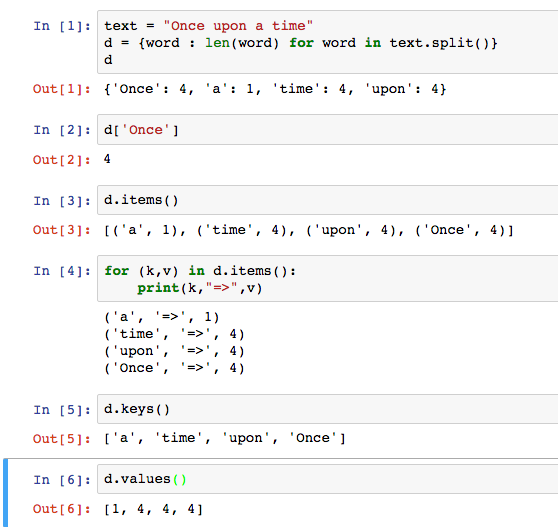 In [1]: text = "Once upon a time"
d = {word : len(word) for word in text.split()}
d
Out[1]: {'Once': 4, 'a': 1, 'time': 4, 'upon': 4}
In [2]: d['Once']
Out[2]: 4
In [3]: d.items()
Out[3]: [('a', 1), ('time', 4), ('upon', 4), ('Once', 4)]
In [4]: for (k,v) in d.items():
print(k,"=>",v)
('a', '=>', 1)
('time', '=>', 4)
('upon', '=>', 4)
('Once', '=>', 4)
In [5]: d.keys()
Out[5]: ['a', 'time', 'upon', 'Once']
In [6]: d.values()
Out[6]: [1, 4, 4, 4]